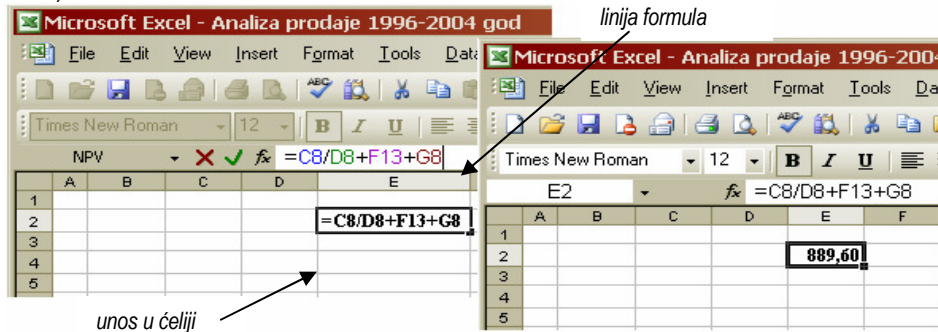 linija formula
Microsoft Excel - Analiza prodaje 1996-2004 god
File Edit View Insert Format Tools Data
Times New Roman 12 B I U
NPV fx =C8/D8+F13+G8
A B C D E
1
2 =C8/D8+F13+G8
3
4
5
unos u ćeliji
Microsoft Excel - Analiza prodaje 1996-2004
File Edit View Insert Format Tools Da
Times New Roman 12 B I U
E2 fx =C8/D8+F13+G8
A B C D E F
1
2 889,60
3
4
5